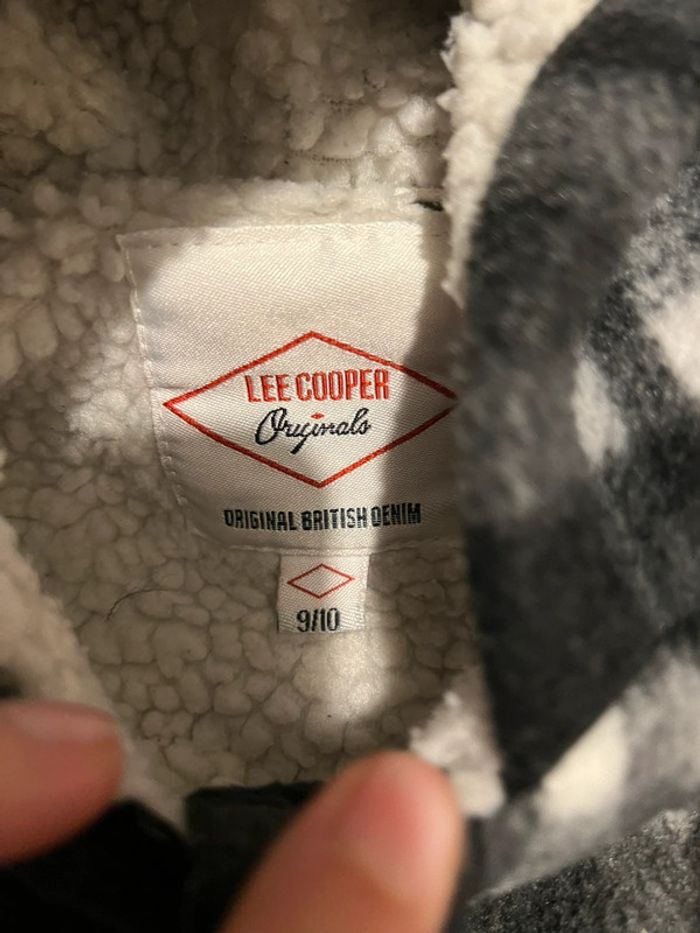 LEE COOPER
Originals
ORIGINAL BRITISH DENIM
9/10